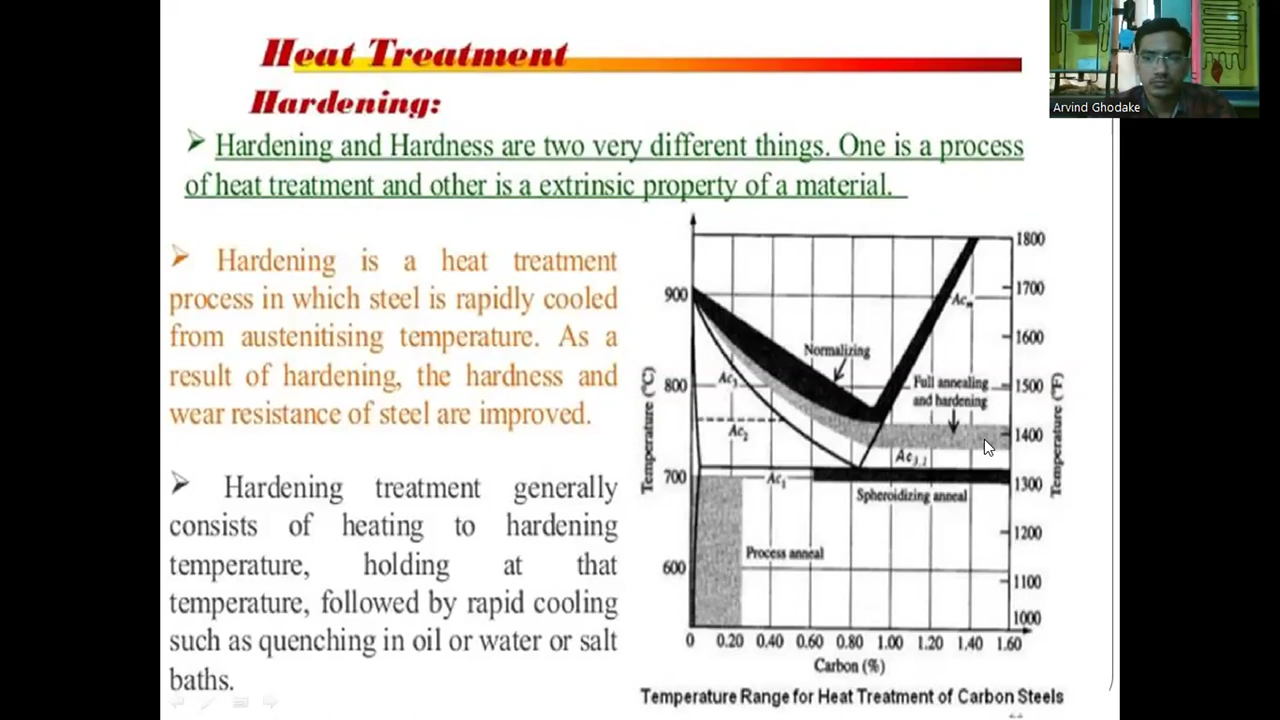 Heat Treatment
Arvind Ghodake
Hardening:
Hardening and Hardness are two very different things. One is a process
of heat treatment and other is a extrinsic property of a material.
Hardening is a heat treatment
process in which steel is rapidly cooled
from austenitising temperature. As a
result of hardening, the hardness and
wear resistance of steel are improved.
Hardening treatment generally
consists of heating to hardening
temperature, holding at that
temperature, followed by rapid cooling
such as quenching in oil or water or salt
baths.
Temperature (°C)
900
800
700
600
Normalizing
Ac3
Ac2
Ac1
Acm
Full annealing
and hardening
Ac3,1
Spheroidizing anneal
Process anneal
1800
1700
1600
1500
1400
1300
1200
1100
1000
Temperature (°F)
0 0.20 0.40 0.60 0.80 1.00 1.20 1.40 1.60
Carbon (%)
Temperature Range for Heat Treatment of Carbon Steels